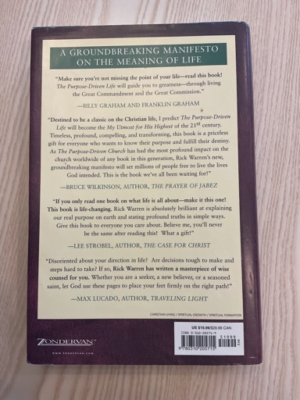 A GROUNDBREAKING MANIFESTO
ON THE MEANING OF LIFE
"Make sure you're not missing the point of your life—read this book!
The Purpose-Driven Life will guide you to greatness—through living
the Great Commandment and the Great Commission."
—BILLY GRAHAM AND FRANKLIN GRAHAM
"Destined to be a classic on the Christian life, I predict The Purpose-Driven
Life will become the My Utmost for His Highest of the 21st century.
Timeless, profound, compelling, and transforming, this book is a priceless
gift for everyone who wants to know their purpose and fulfill their destiny.
As The Purpose-Driven Church has had the most profound impact on the
church worldwide of any book in this generation, Rick Warren's new,
groundbreaking manifesto will set millions of people free to live the lives
God intended. This is the book we've all been waiting for!"
—BRUCE WILKINSON, AUTHOR, THE PRAYER OF JABEZ
"If you only read one book on what life is all about—make it this one!
This book is life-changing. Rick Warren is absolutely brilliant at explaining
our real purpose on earth and stating profound truths in simple ways.
Give this book to everyone you care about. Believe me, you'll never
be the same after reading this! What a gift!"
—LEE STROBEL, AUTHOR, THE CASE FOR CHRIST
"Disoriented about your direction in life? Are decisions tough to make and
steps hard to take? If so, Rick Warren has written a masterpiece of wise
counsel for you. Whether you are a seeker, a new believer, or a seasoned
saint, let God use these pages to place your feet firmly on the right path!"
—MAX LUCADO, AUTHOR, TRAVELING LIGHT
CHRISTIAN LIVING / SPIRITUAL GROWTH / SPIRITUAL FORMATION
ZONDERVAN
WWW.ZONDERVAN.COM